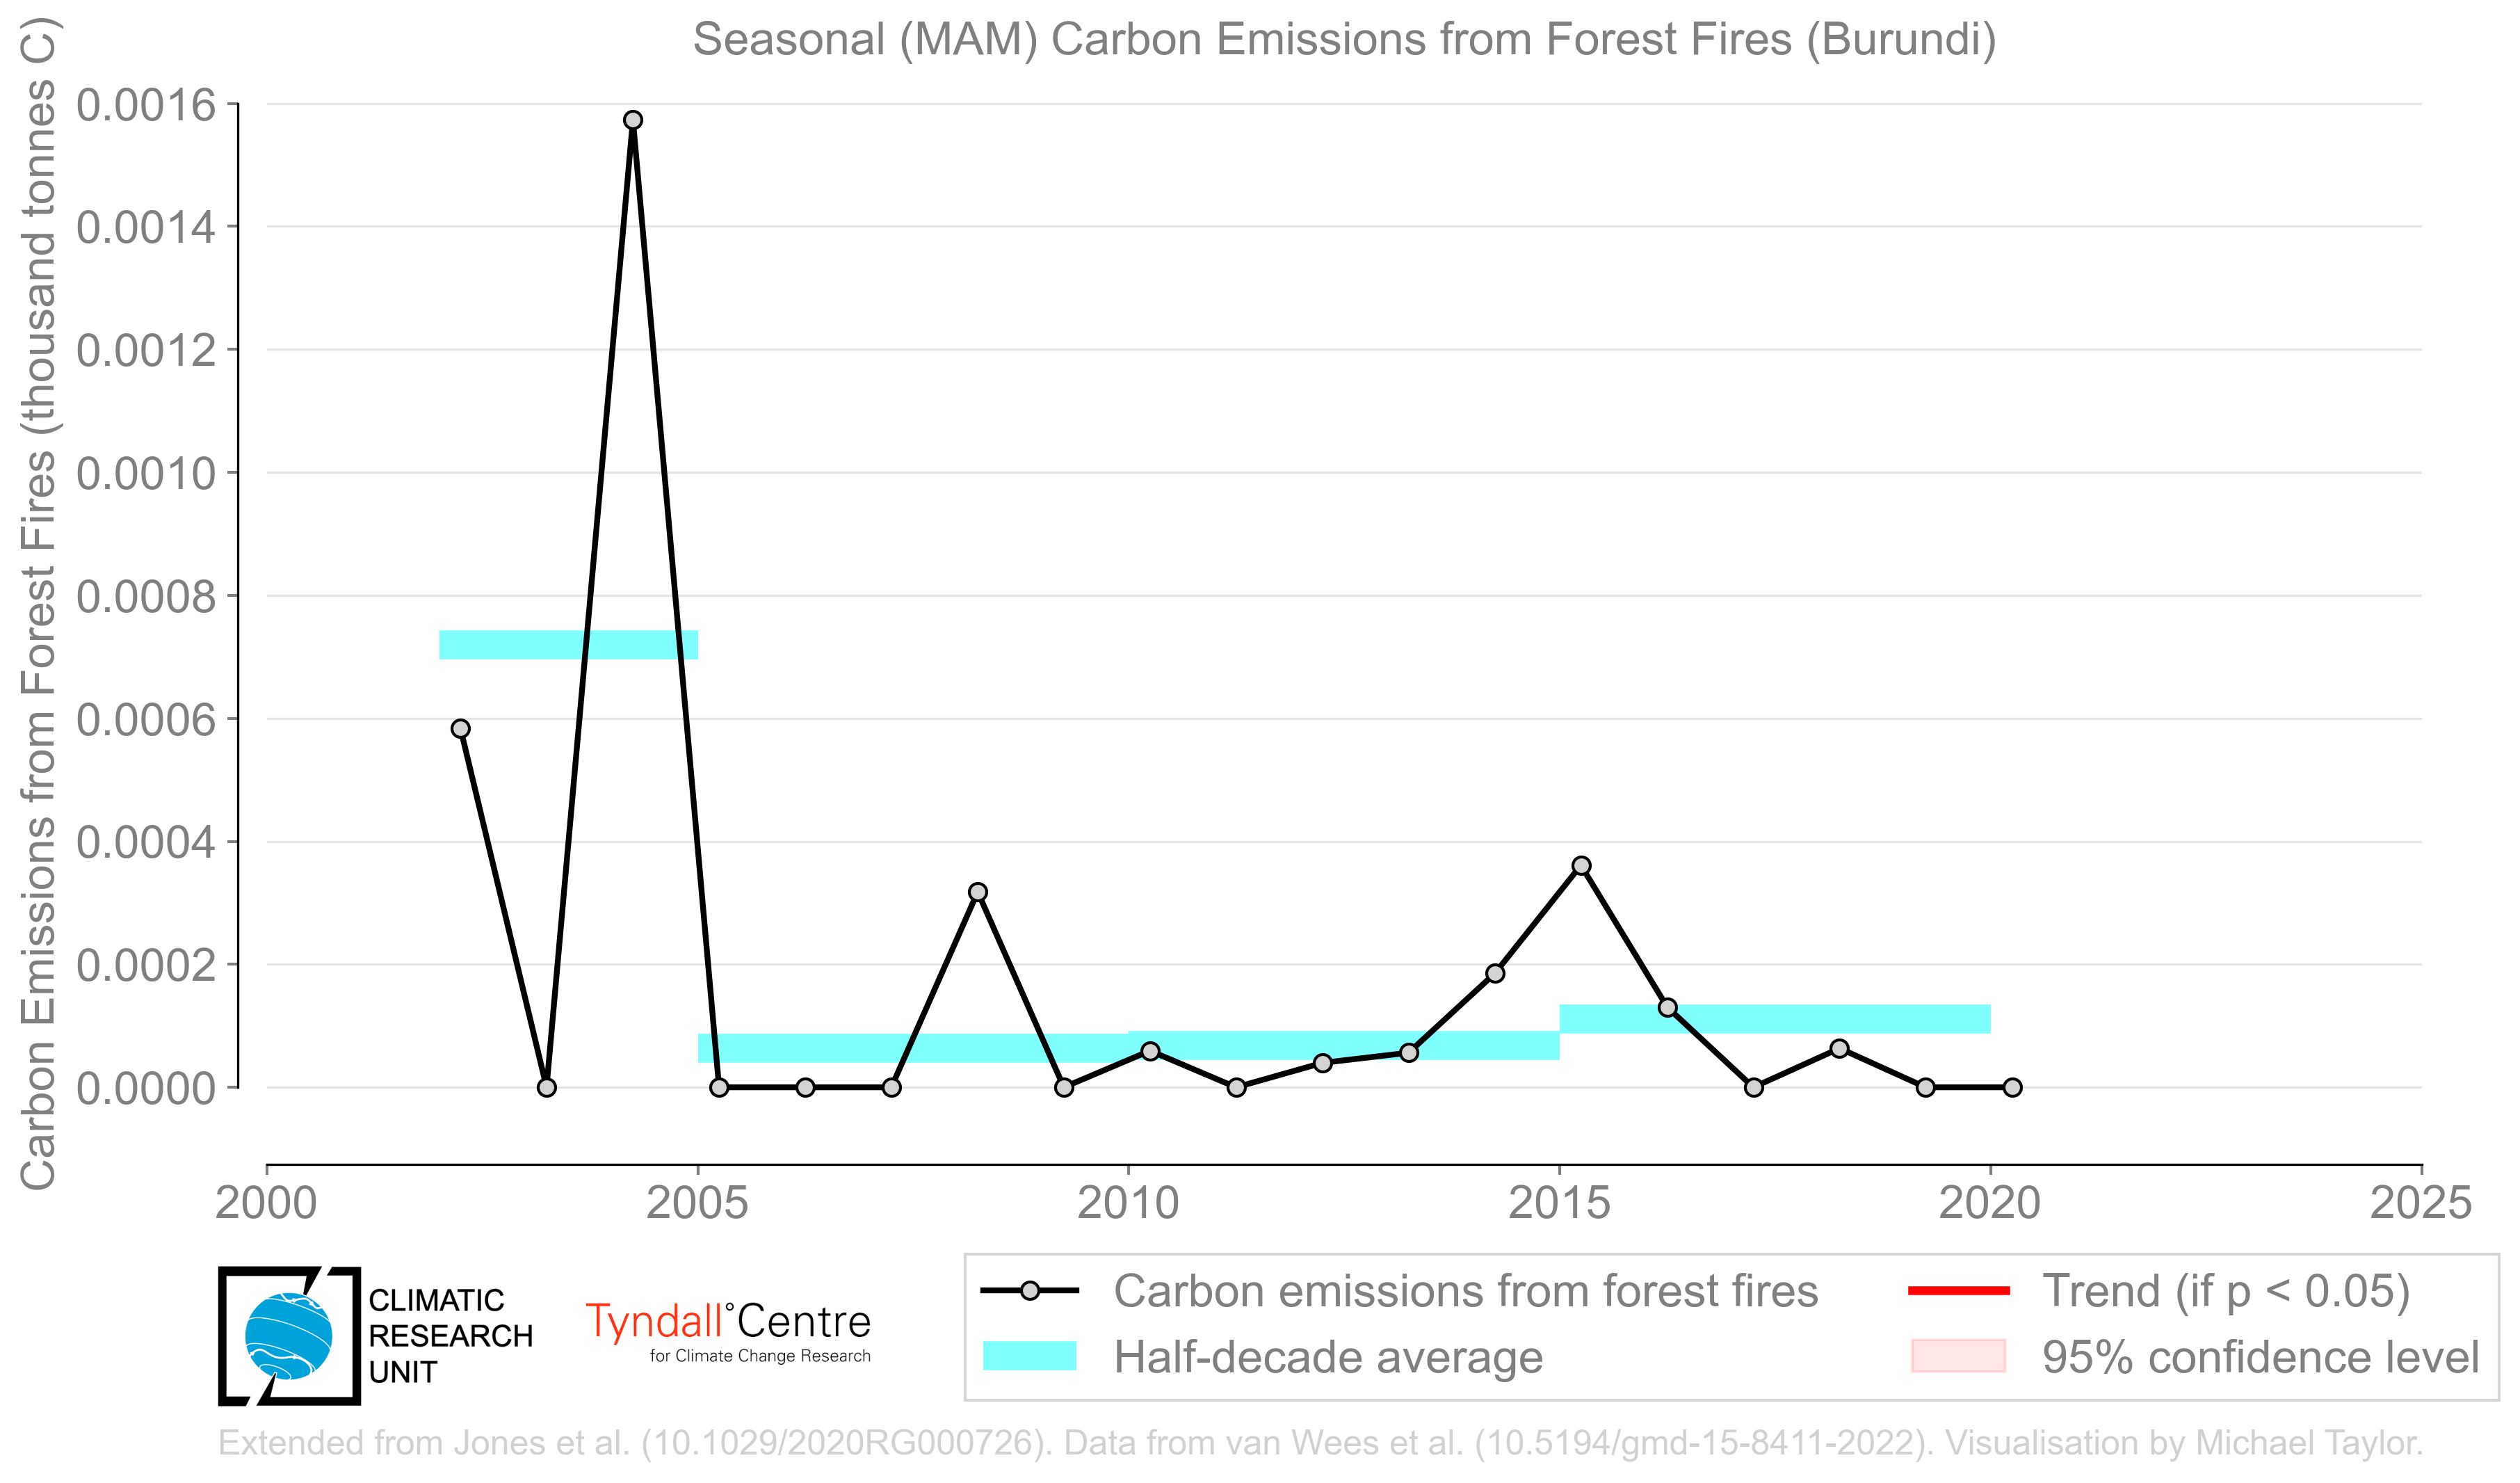 Seasonal (MAM) Carbon Emissions from Forest Fires (Burundi)
Carbon Emissions from Forest Fires (thousand tonnes C)
0.0016
0.0014
0.0012
0.0010
0.0008
0.0006
0.0004
0.0002
0.0000
2000 2005 2010 2015 2020 2025
CLIMATIC
RESEARCH
UNIT
Tyndall°Centre
for Climate Change Research
Carbon emissions from forest fires
Half-decade average
Trend (if p < 0.05)
95% confidence level
Extended from Jones et al. (10.1029/2020RG000726). Data from van Wees et al. (10.5194/gmd-15-8411-2022). Visualisation by Michael Taylor.